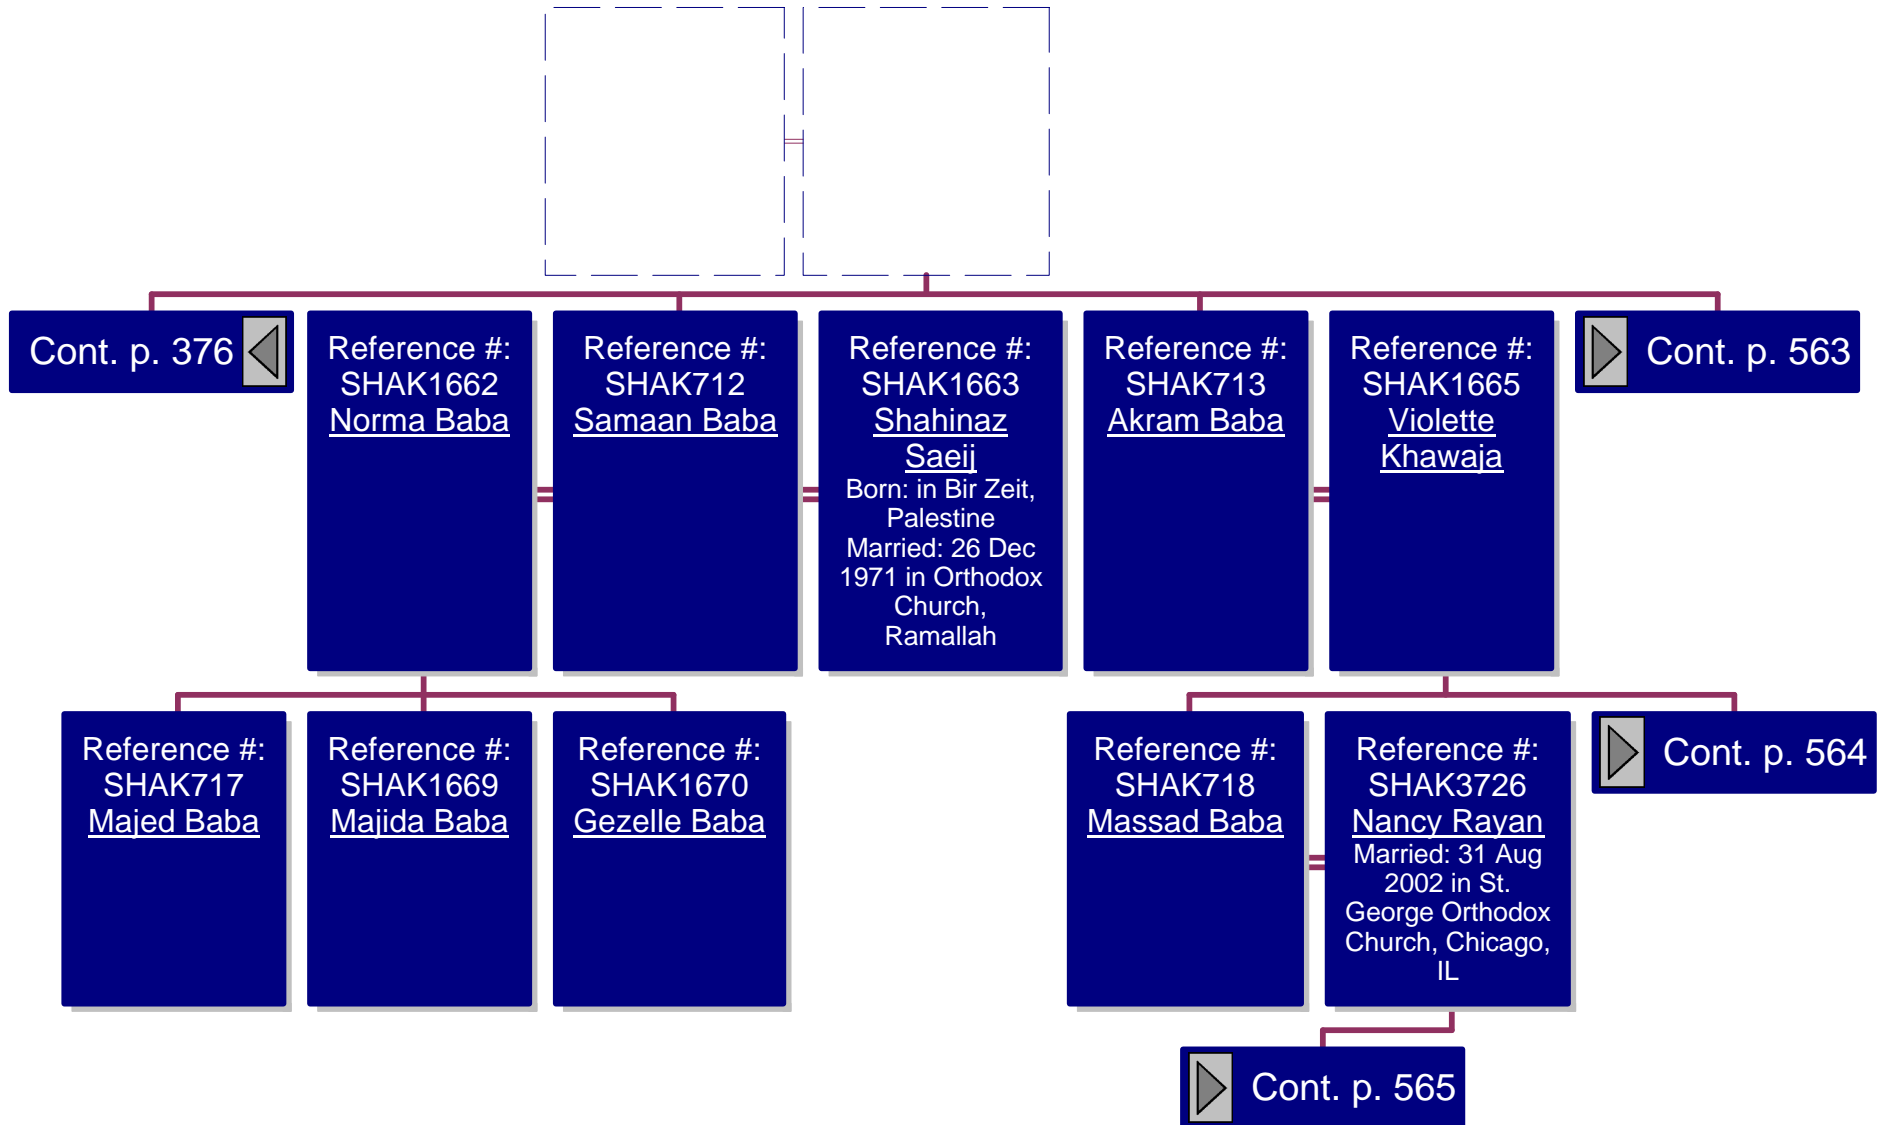 Cont. p. 376
Reference #:
SHAK1662
Norma Baba
Reference #:
SHAK712
Samaan Baba
Reference #:
SHAK1663
Shahinaz
Saeij
Born: in Bir Zeit,
Palestine
Married: 26 Dec
1971 in Orthodox
Church,
Ramallah
Reference #:
SHAK713
Akram Baba
Reference #:
SHAK1665
Violette
Khawaja
Cont. p. 563
Reference #:
SHAK717
Majed Baba
Reference #:
SHAK1669
Majida Baba
Reference #:
SHAK1670
Gezelle Baba
Reference #:
SHAK718
Massad Baba
Reference #:
SHAK3726
Nancy Rayan
Married: 31 Aug
2002 in St.
George Orthodox
Church, Chicago,
IL
Cont. p. 564
Cont. p. 565